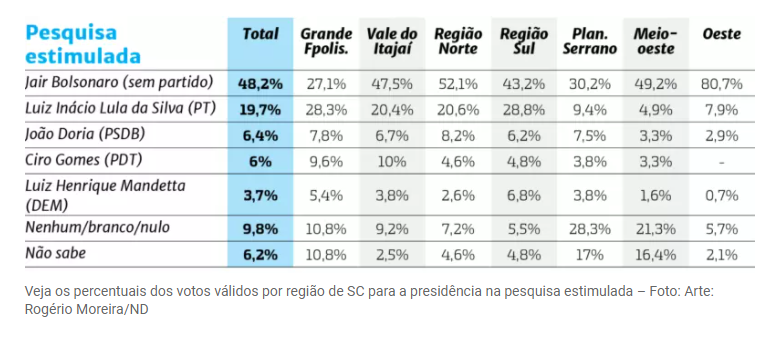 Pesquisa estimulada Total Grande Fpolis. Vale do Itajaí Região Norte Região Sul Plan. Serrano Meio-oeste Oeste
Jair Bolsonaro (sem partido) 48,2% 27,1% 47,5% 52,1% 43,2% 30,2% 49,2% 80,7%
Luiz Inácio Lula da Silva (PT) 19,7% 28,3% 20,4% 20,6% 28,8% 9,4% 4,9% 7,9%
João Doria (PSDB) 6,4% 7,8% 6,7% 8,2% 6,2% 7,5% 3,3% 2,9%
Ciro Gomes (PDT) 6% 9,6% 10% 4,6% 4,8% 3,8% 3,3% -
Luiz Henrique Mandetta (DEM) 3,7% 5,4% 3,8% 2,6% 6,8% 3,8% 1,6% 0,7%
Nenhum/branco/nulo 9,8% 10,8% 9,2% 7,2% 5,5% 28,3% 21,3% 5,7%
Não sabe 6,2% 10,8% 2,5% 4,6% 4,8% 17% 16,4% 2,1%
Veja os percentuais dos votos válidos por região de SC para a presidência na pesquisa estimulada – Foto: Arte:
Rogério Moreira/ND